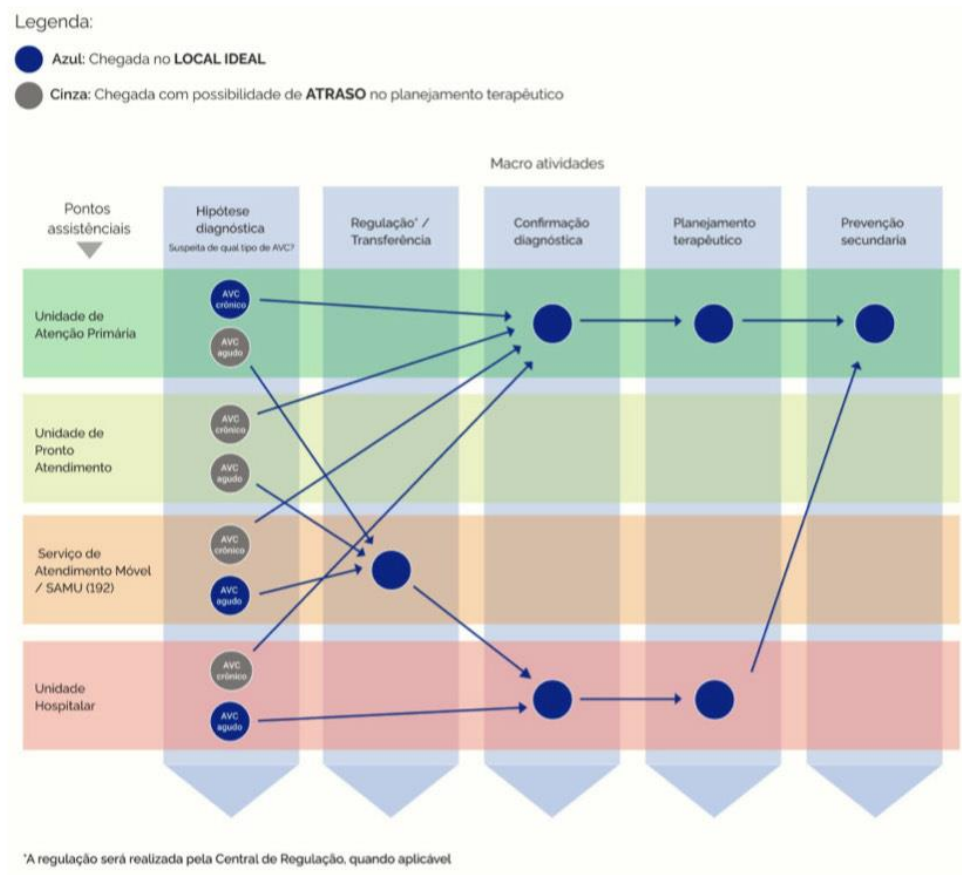 Legenda:
Azul: Chegada no LOCAL IDEAL
Cinza: Chegada com possibilidade de ATRASO no planejamento terapêutico
Macro atividades
Pontos
assistênciais
Hipótese
diagnóstica
Suspeita de qual tipo de AVC?
Regulação* /
Transferência
Confirmação
diagnóstica
Planejamento
terapêutico
Prevenção
secundaria
Unidade de
Atenção Primária
AVC
crônico
AVC
agudo
Unidade de
Pronto
Atendimento
AVC
crônico
AVC
agudo
Serviço de
Atendimento Móvel
/ SAMU (192)
AVC
crônico
AVC
agudo
Unidade
Hospitalar
AVC
crônico
AVC
agudo
*A regulação será realizada pela Central de Regulação, quando aplicável